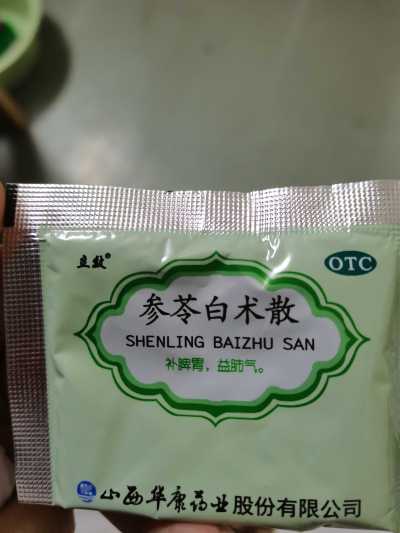 立效®
OTC
参苓白术散
SHENLING BAIZHU SAN
补脾胃，益肺气。
山西华康药业股份有限公司